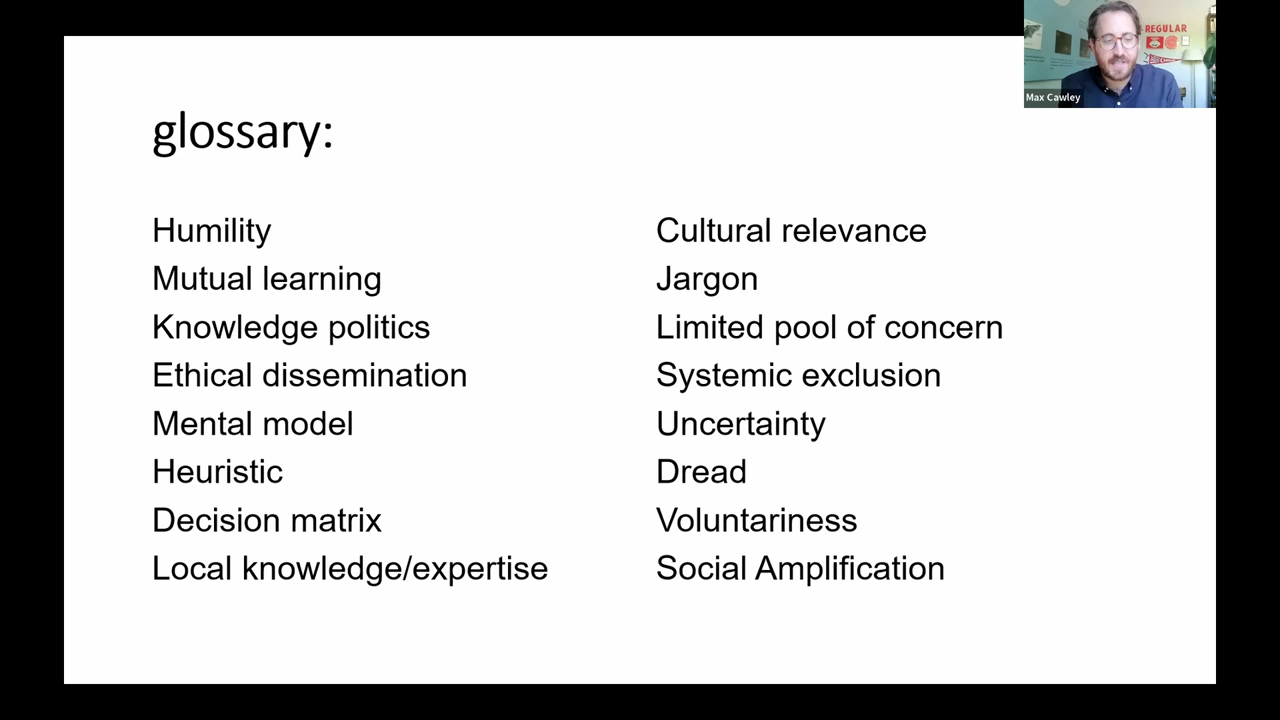 glossary:
Humility
Mutual learning
Knowledge politics
Ethical dissemination
Mental model
Heuristic
Decision matrix
Local knowledge/expertise
Cultural relevance
Jargon
Limited pool of concern
Systemic exclusion
Uncertainty
Dread
Voluntariness
Social Amplification
REGULAR
Max Cawley